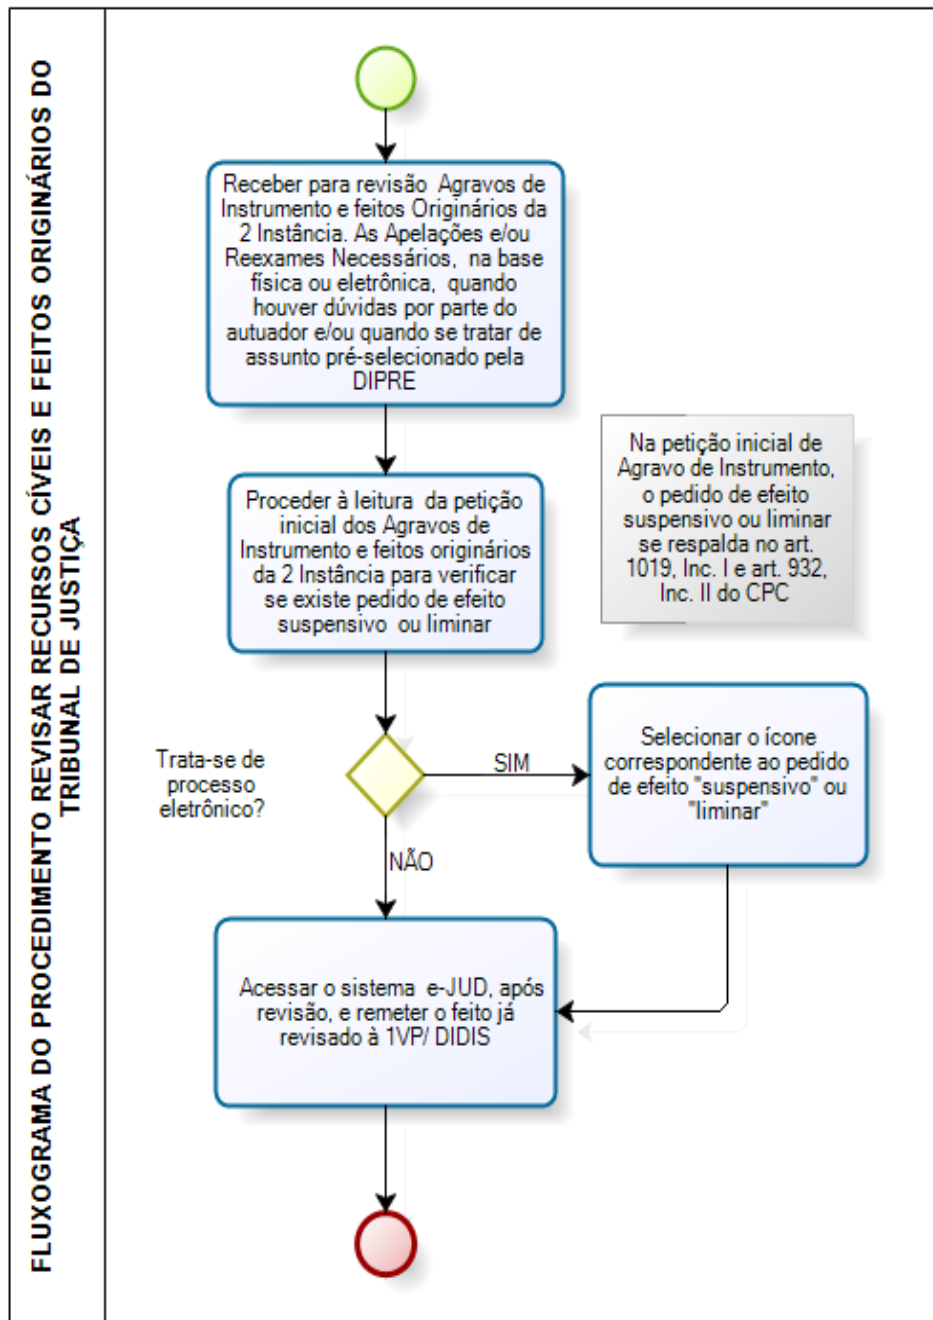 FLUXOGRAMA DO PROCEDIMENTO REVISAR RECURSOS CÍVEIS E FEITOS ORIGINÁRIOS DO
TRIBUNAL DE JUSTIÇA
Receber para revisão Agravos de
Instrumento e feitos Originários da
2 Instância. As Apelações e/ou
Reexames Necessários, na base
física ou eletrônica, quando
houver dúvidas por parte do
autuador e/ou quando se tratar de
assunto pré-selecionado pela
DIPRE
Na petição inicial de
Agravo de Instrumento,
o pedido de efeito
suspensivo ou liminar
se respalda no art.
1019, Inc. I e art. 932,
Inc. II do CPC
Proceder à leitura da petição
inicial dos Agravos de
Instrumento e feitos originários
da 2 Instância para verificar
se existe pedido de efeito
suspensivo ou liminar
Trata-se de
processo
eletrônico?
SIM
Selecionar o ícone
correspondente ao pedido
de efeito "suspensivo" ou
"liminar"
NÃO
Acessar o sistema e-JUD, após
revisão, e remeter o feito já
revisado à 1VP/ DIDIS